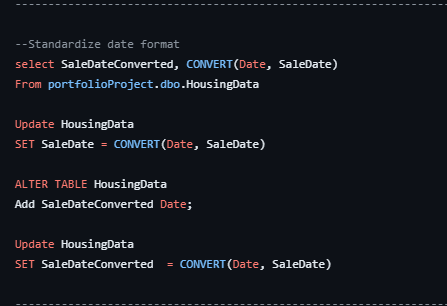 --Standardize date format
select SaleDateConverted, CONVERT(Date, SaleDate)
From portfolioProject.dbo.HousingData
Update HousingData
SET SaleDate = CONVERT(Date, SaleDate)
ALTER TABLE HousingData
Add SaleDateConverted Date;
Update HousingData
SET SaleDateConverted  = CONVERT(Date, SaleDate)